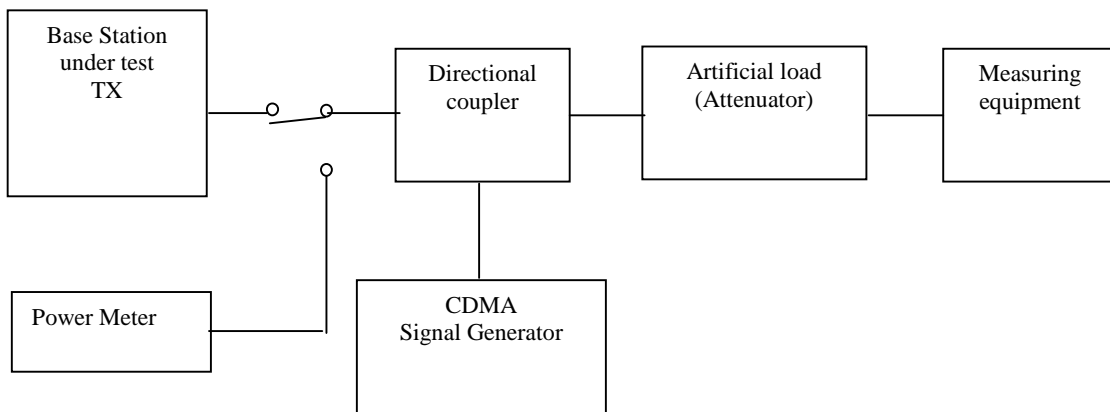 Base Station
under test
TX
Directional
coupler
Artificial load
(Attenuator)
Measuring
equipment
Power Meter
CDMA
Signal Generator